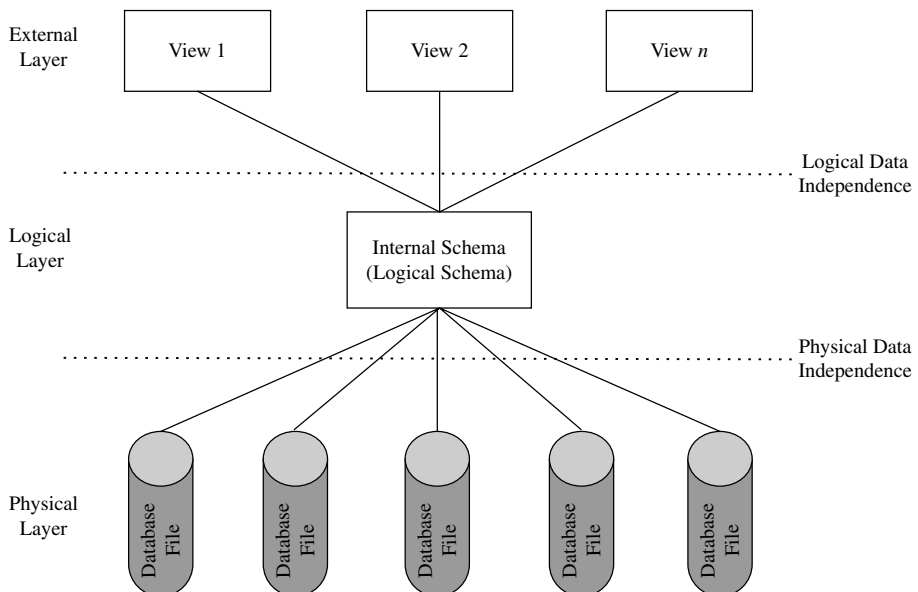 External
Layer
View 1
View 2
View n
Logical Data
Independence
Logical
Layer
Internal Schema
(Logical Schema)
Physical Data
Independence
Physical
Layer
Database
File
Database
File
Database
File
Database
File
Database
File